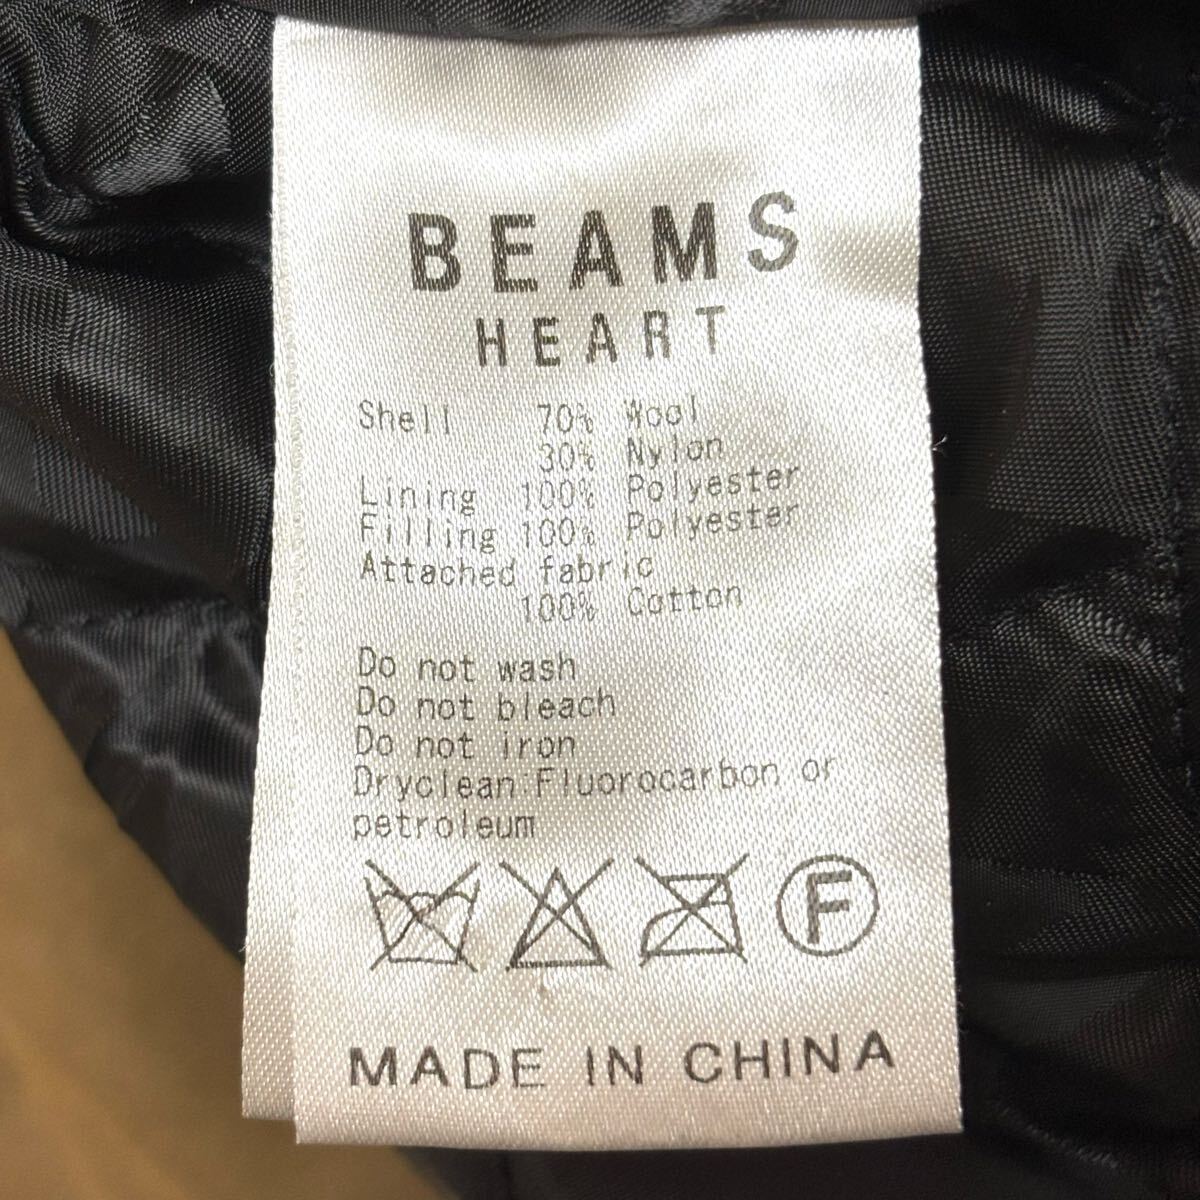 BEAMS
HEART
Shell 70% Wool
30% Nylon
Lining 100% Polyester
Filling 100% Polyester
Attached fabric
100% Cotton
Do not wash
Do not bleach
Do not iron
Dryclean:Fluorocarbon or
petroleum
F
MADE IN CHINA